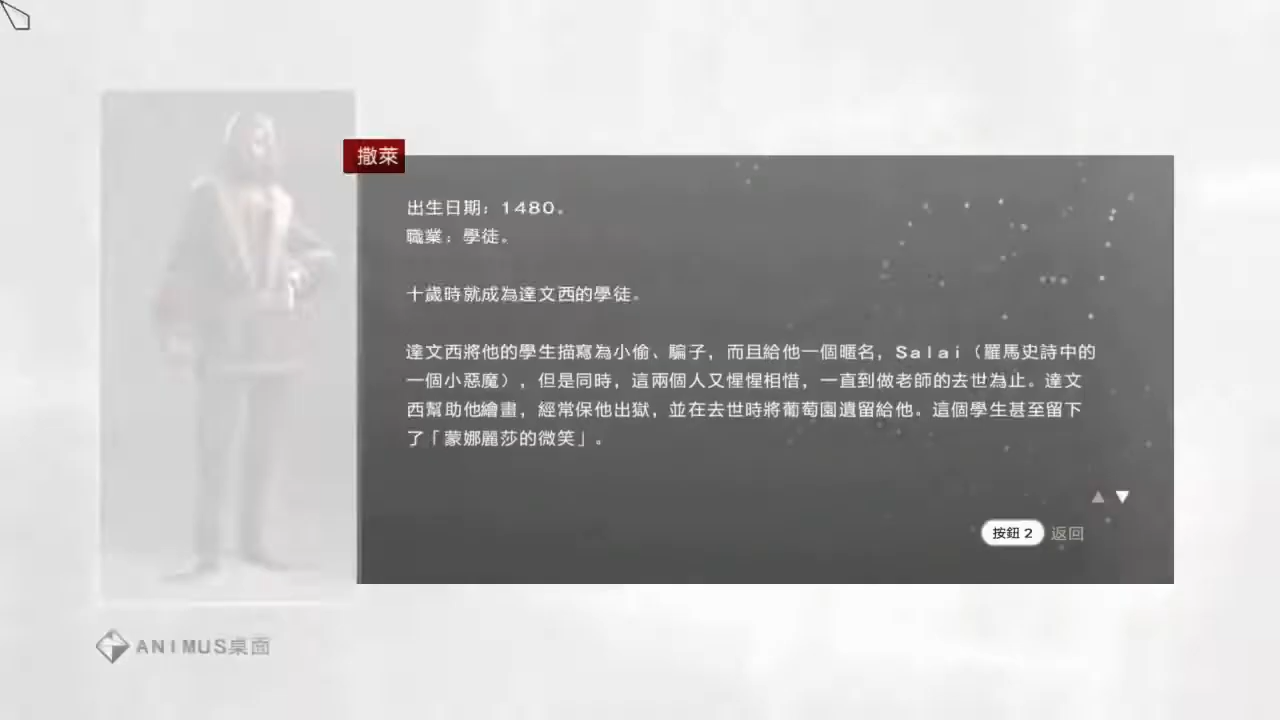 撒萊
出生日期：1480。
職業：學徒。
十歲時就成為達文西的學徒。
達文西將他的學生描寫為小偷、騙子，而且給他一個暱名，Salai（羅馬史詩中的
一個小惡魔），但是同時，這兩個人又惺惺相惜，一直到做老師的去世為止。達文
西幫助他繪畫，經常保他出獄，並在去世時將葡萄園遺留給他。這個學生甚至留下
了「蒙娜麗莎的微笑」。
按鈕 2 返回
ANIMUS桌面